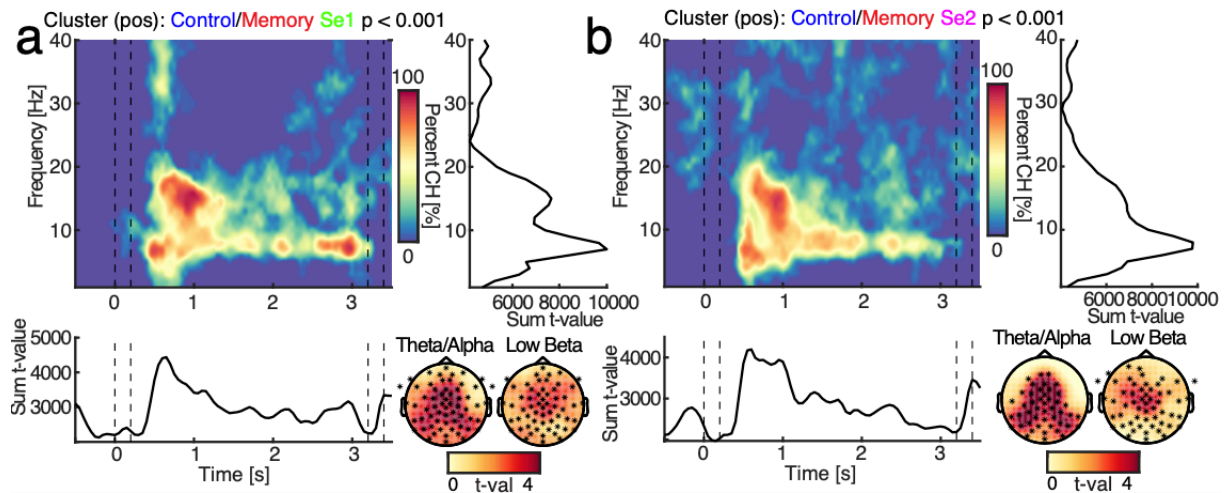 a
Cluster (pos): Control/Memory Se1 p < 0.001
40
30
20
10
Frequency [Hz]
0 1 2 3
100
0
Percent CH [%]
40
30
20
10
6000 8000 10000
Sum t-value
5000
4000
3000
Sum t-value
0 1 2 3
Time [s]
Theta/Alpha Low Beta
0 t-val 4
b
Cluster (pos): Control/Memory Se2 p < 0.001
40
30
20
10
Frequency [Hz]
0 1 2 3
100
0
Percent CH [%]
40
30
20
10
6000 8000 10000
Sum t-value
4000
3000
Sum t-value
0 1 2 3
Time [s]
Theta/Alpha Low Beta
0 t-val 4